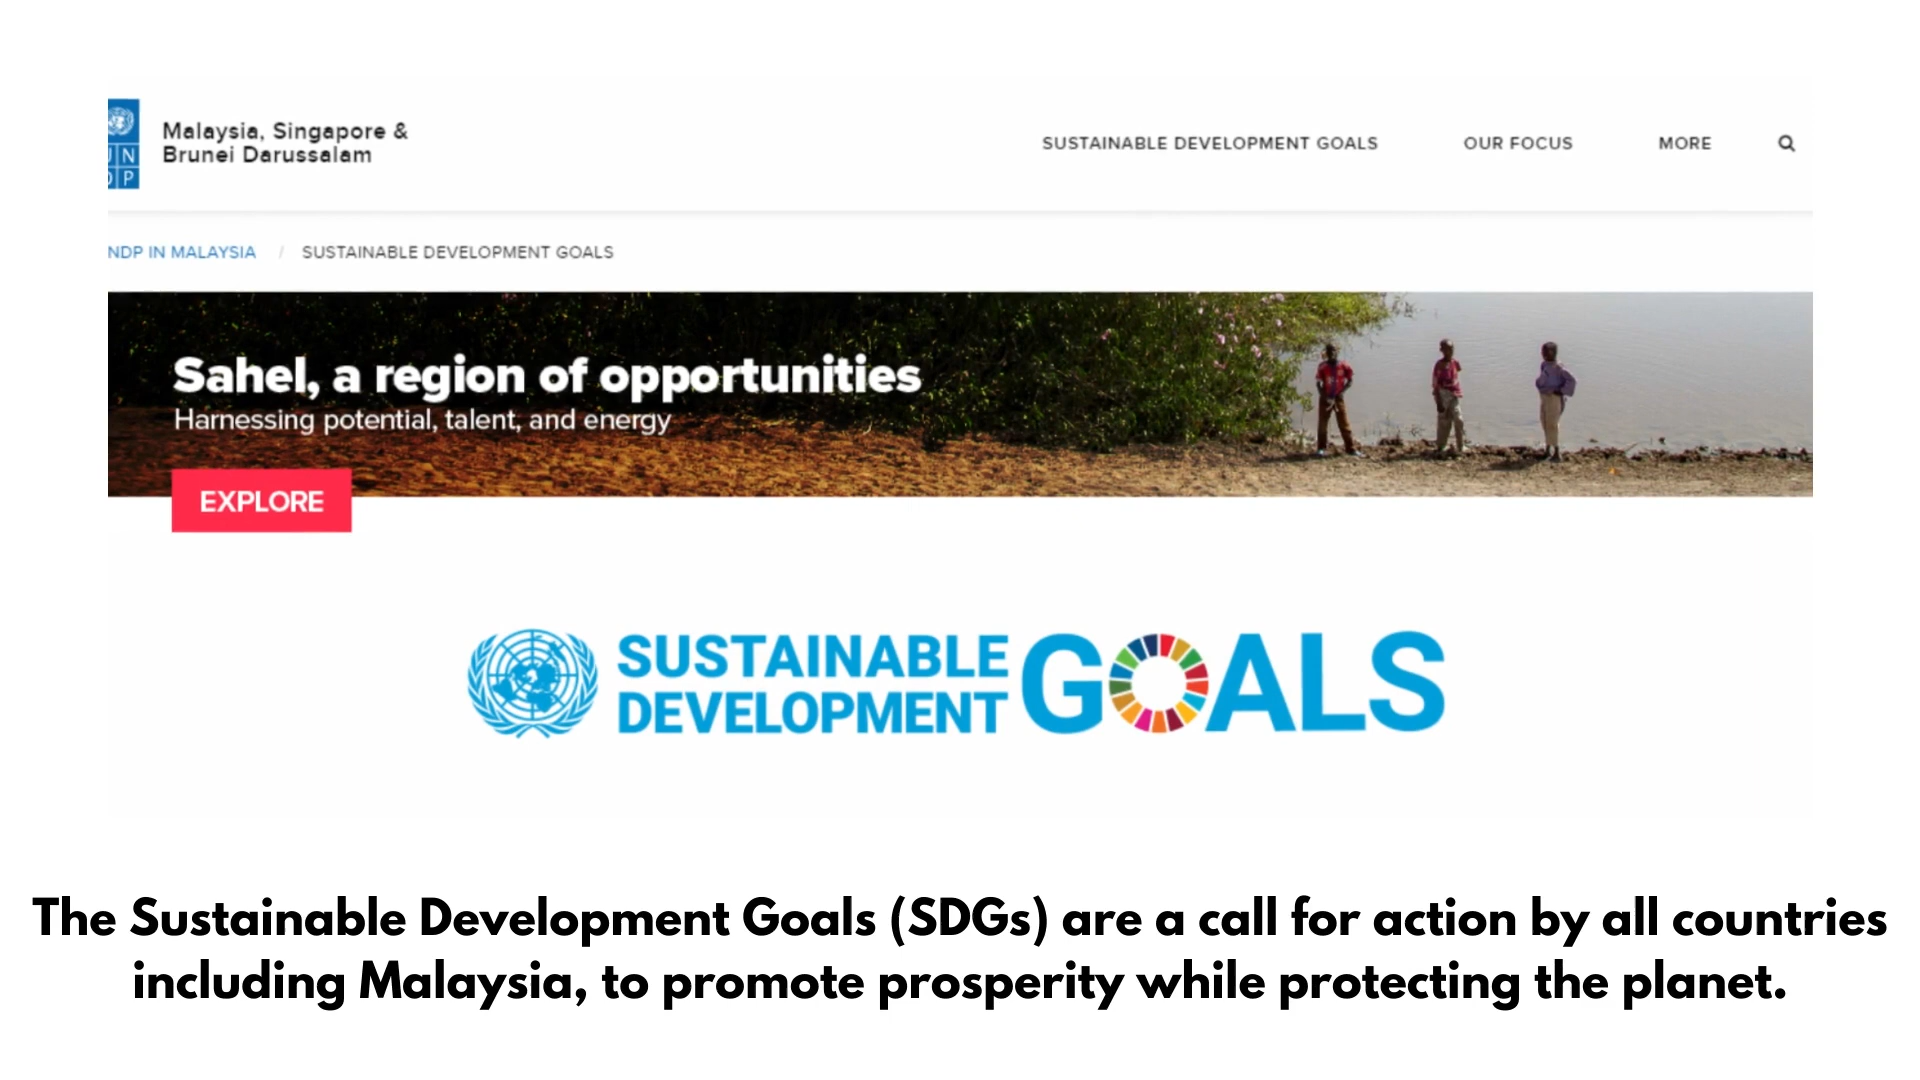 Malaysia, Singapore &
Brunei Darussalam
UN
DP
SUSTAINABLE DEVELOPMENT GOALS
OUR FOCUS
MORE
NDP IN MALAYSIA / SUSTAINABLE DEVELOPMENT GOALS
Sahel, a region of opportunities
Harnessing potential, talent, and energy
EXPLORE
SUSTAINABLE
DEVELOPMENT
GOALS
The Sustainable Development Goals (SDGs) are a call for action by all countries
including Malaysia, to promote prosperity while protecting the planet.